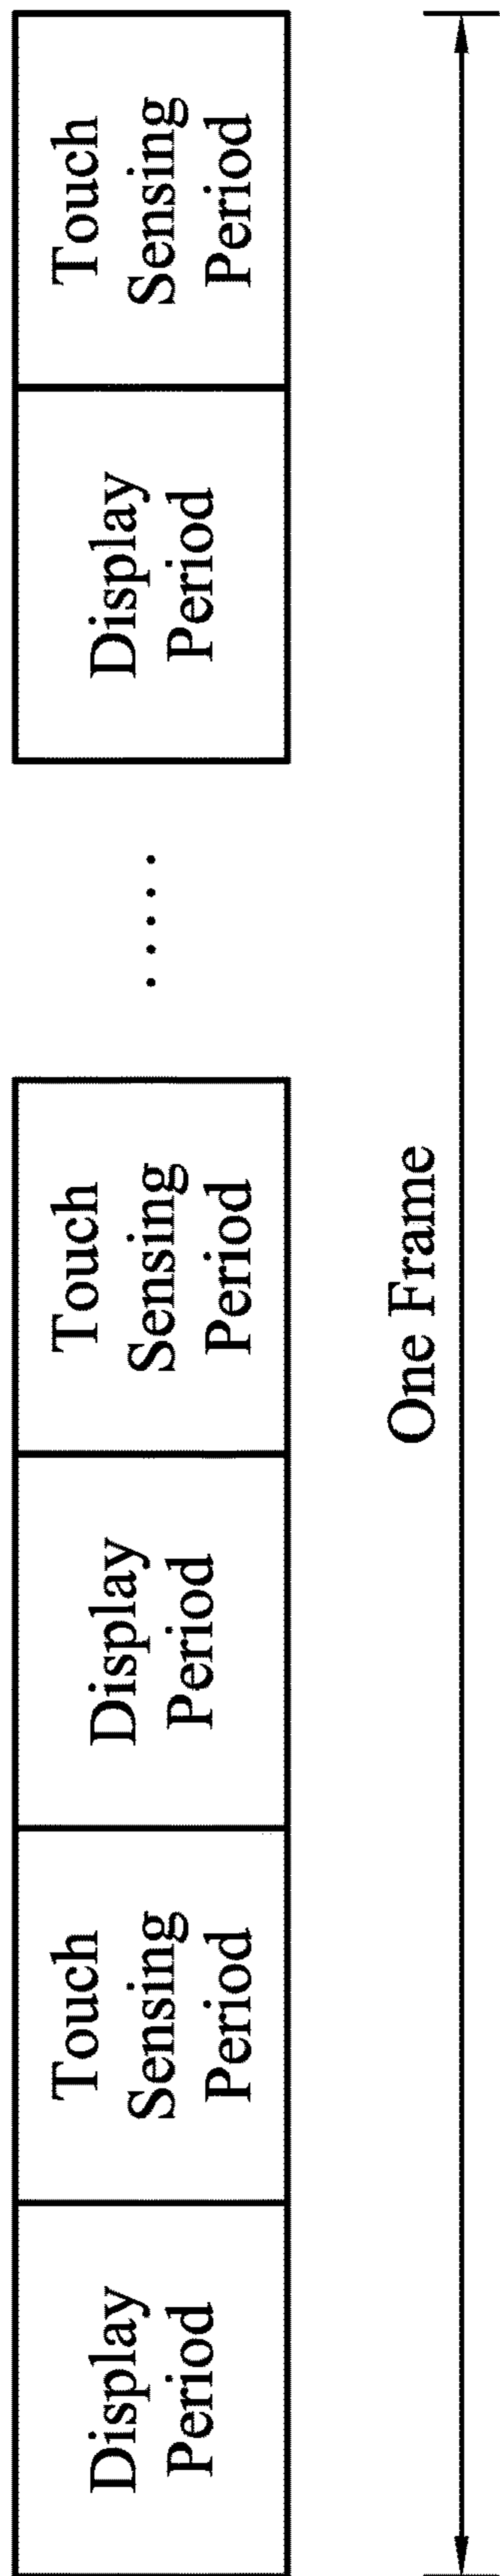 Display
Period
Touch
Sensing
Period
Display
Period
Touch
Sensing
Period
.....
Display
Period
Touch
Sensing
Period
One Frame